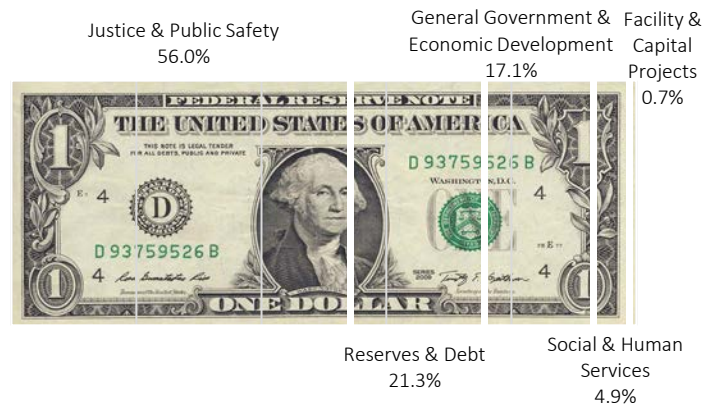 Justice & Public Safety
56.0%
General Government &
Economic Development
17.1%
Facility &
Capital
Projects
0.7%
FEDERAL RESERVE NOTE
THE UNITED STATES OF AMERICA
THIS NOTE IS LEGAL TENDER
FOR ALL DEBTS, PUBLIC AND PRIVATE
D 93759526 B
WASHINGTON, D.C.
1
1
4
4
D
ONE
D 93759526 B
4
4
SERIES
2009
1
1
ONE DOLLAR
Reserves & Debt
21.3%
Social & Human
Services
4.9%